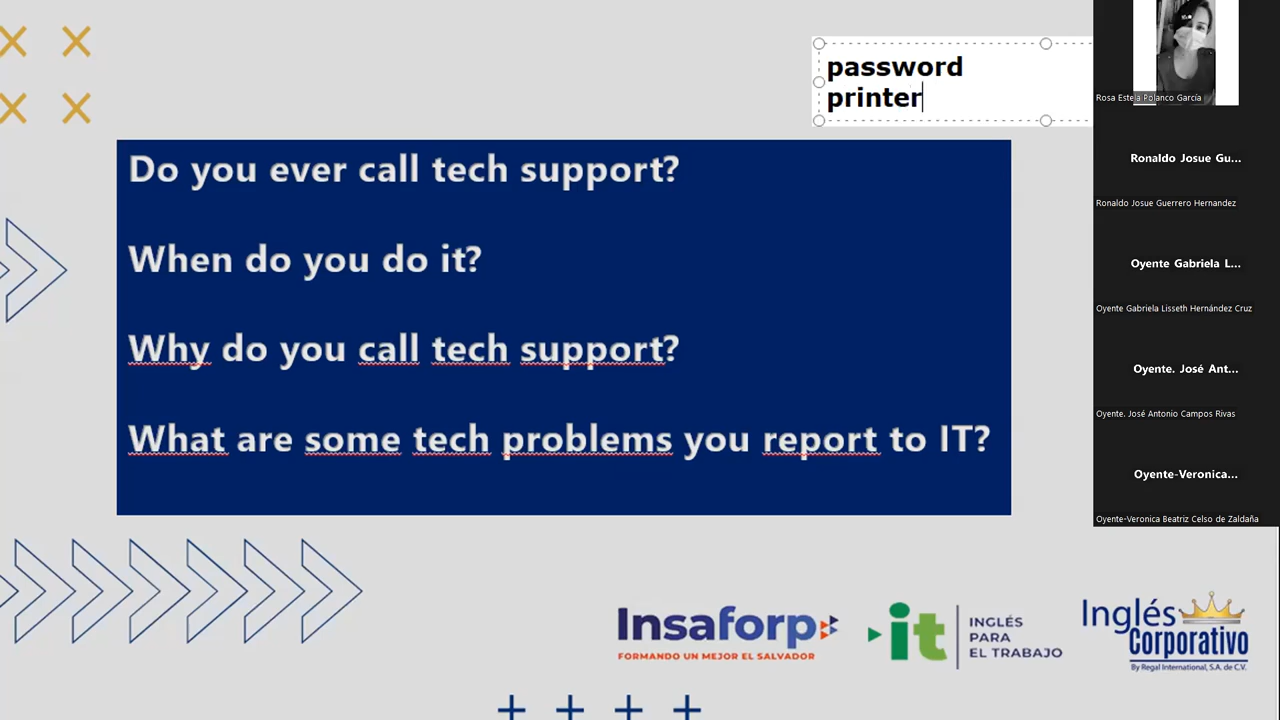 password
printer
Do you ever call tech support?
When do you do it?
Why do you call tech support?
What are some tech problems you report to IT?
Rosa Estela Polanco García
Ronaldo Josue Gu...
Ronaldo Josue Guerrero Hernandez
Oyente Gabriela L...
Oyente Gabriela Lisseth Hernández Cruz
Oyente. José Ant...
Oyente. José Antonio Campos Rivas
Oyente-Veronica...
Oyente-Veronica Beatriz Celso de Zaldaña
Insaforp
FORMANDO UN MEJOR EL SALVADOR
it
INGLÉS
PARA
EL TRABAJO
Inglés
Corporativo
By Regal International, S.A. de C.V.